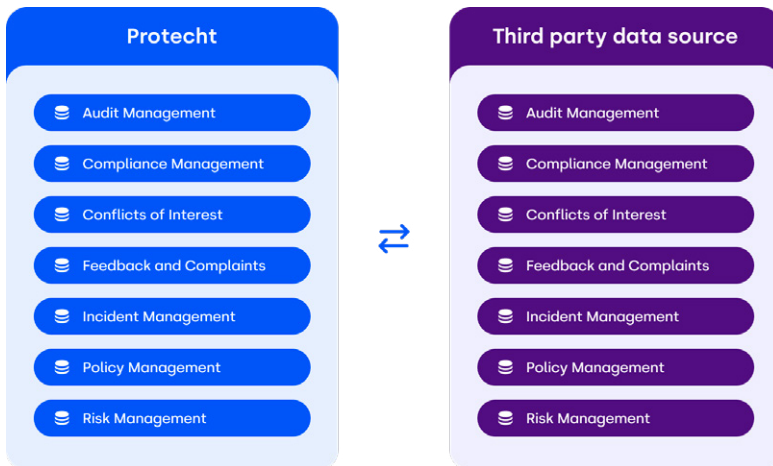 Protecht
Audit Management
Compliance Management
Conflicts of Interest
Feedback and Complaints
Incident Management
Policy Management
Risk Management
Third party data source
Audit Management
Compliance Management
Conflicts of Interest
Feedback and Complaints
Incident Management
Policy Management
Risk Management